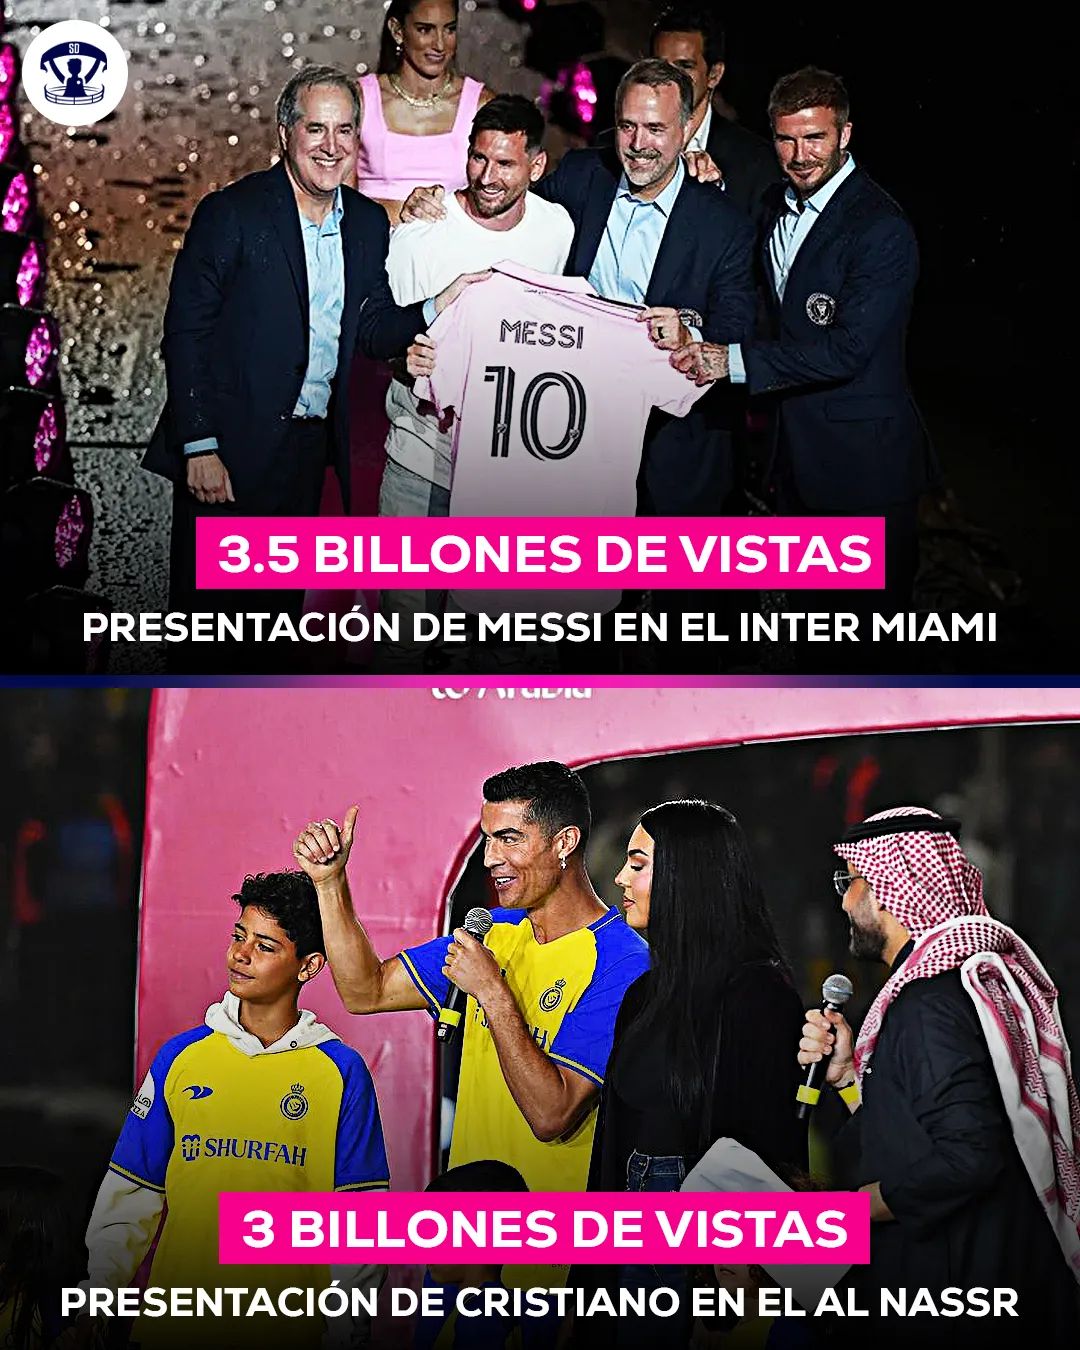 SD
MESSI
10
3.5 BILLONES DE VISTAS
PRESENTACIÓN DE MESSI EN EL INTER MIAMI
SHURFAH
3 BILLONES DE VISTAS
PRESENTACIÓN DE CRISTIANO EN EL AL NASSR